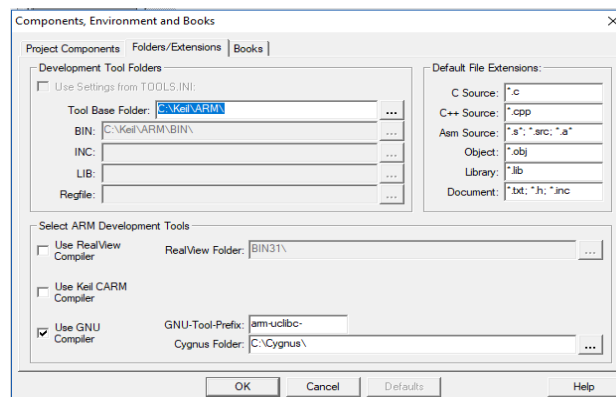 Components, Environment and Books
Project Components
Folders/Extensions
Books
Development Tool Folders
Use Settings from TOOLS.INI:
Tool Base Folder: C:\Keil\ARM\ ...
BIN: C:\Keil\ARM\BIN\ ...
INC: ...
LIB: ...
Regfile: ...
Default File Extensions:
C Source: *.c
C++ Source: *.cpp
Asm Source: *.s*; *.src; *.a*
Object: *.obj
Library: *.lib
Document: *.txt; *.h; *.inc
Select ARM Development Tools
Use RealView
Compiler
RealView Folder: BIN31\ ...
Use Keil CARM
Compiler
Use GNU
Compiler
GNU-Tool-Prefix: arm-uclibc-
Cygnus Folder: C:\Cygnus\ ...
OK
Cancel
Defaults
Help